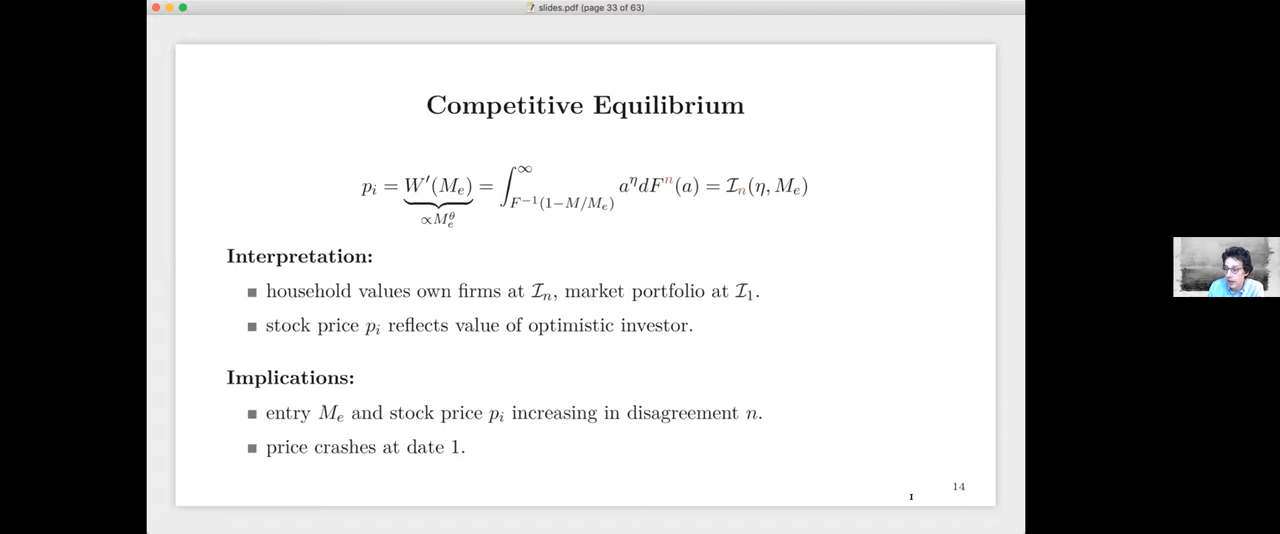 slides.pdf (page 33 of 63)
Competitive Equilibrium
p_i = W′(M_e) = ∫_{F⁻¹(1−M/M_e)}^∞ a^η dF^n(a) = 𝓘_n(η, M_e)
∝M_e^θ
Interpretation:
■ household values own firms at 𝓘_n, market portfolio at 𝓘_1.
■ stock price p_i reflects value of optimistic investor.
Implications:
■ entry M_e and stock price p_i increasing in disagreement n.
■ price crashes at date 1.
14